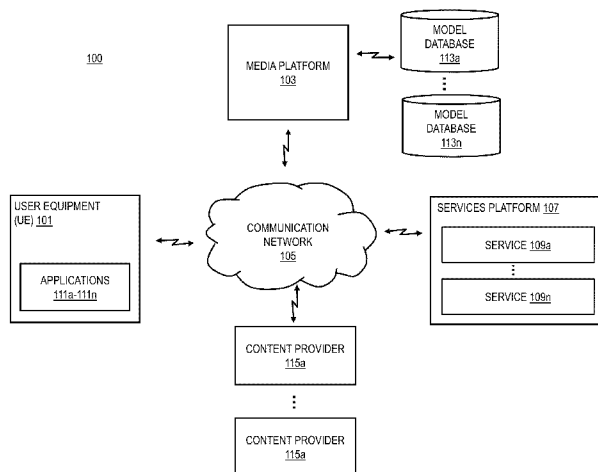 100
MEDIA PLATFORM
103
MODEL
DATABASE
113a
MODEL
DATABASE
113n
USER EQUIPMENT
(UE) 101
APPLICATIONS
111a-111n
COMMUNICATION
NETWORK
105
SERVICES PLATFORM 107
SERVICE 109a
SERVICE 109n
CONTENT PROVIDER
115a
CONTENT PROVIDER
115a